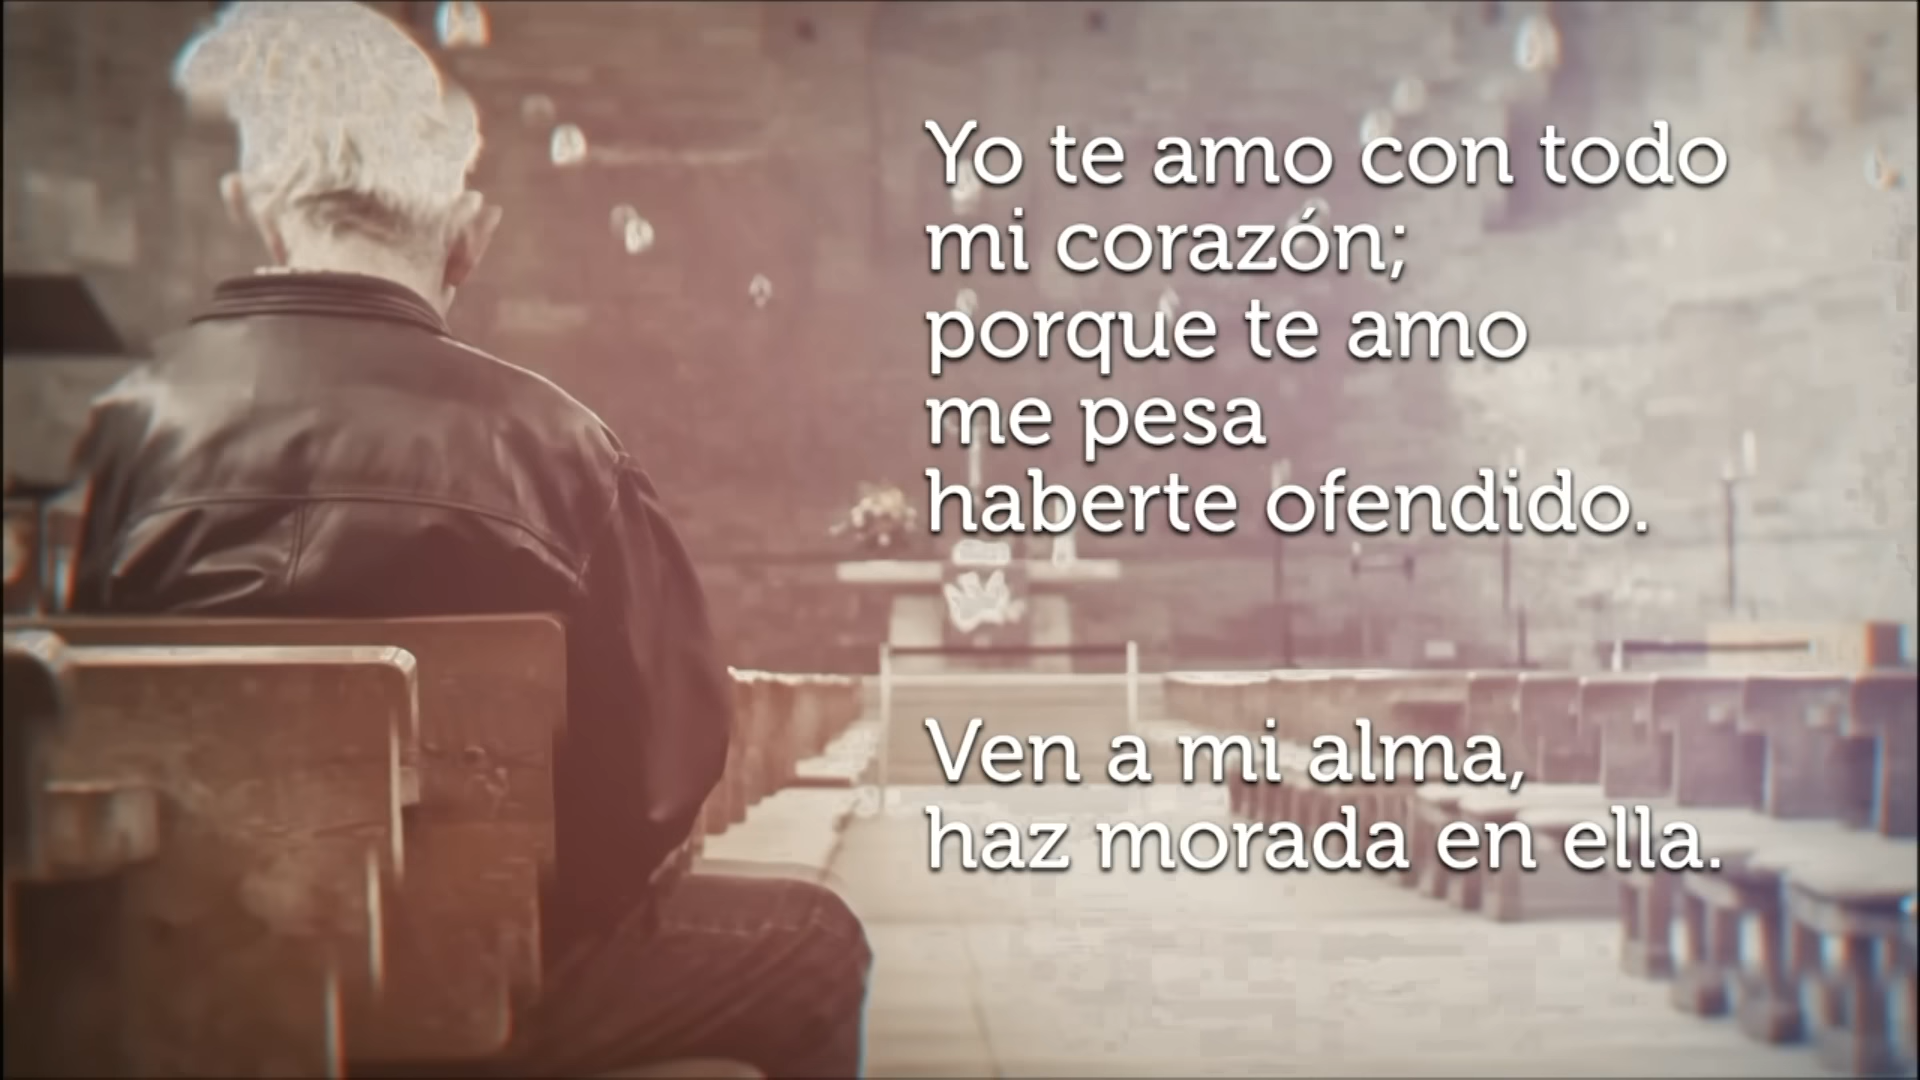 Yo te amo con todo
mi corazón;
porque te amo
me pesa
haberte ofendido.
Ven a mi alma,
haz morada en ella.